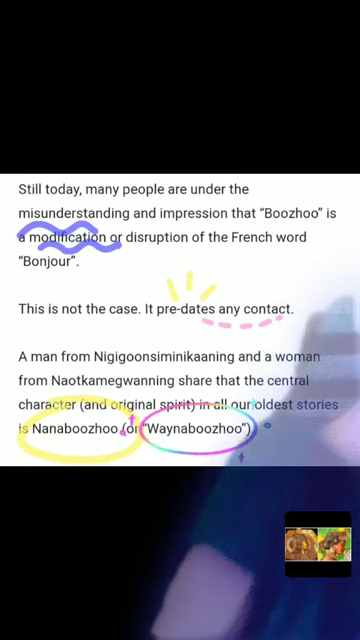 Still today, many people are under the
misunderstanding and impression that “Boozhoo” is
a modification or disruption of the French word
“Bonjour”.
This is not the case. It pre-dates any contact.
A man from Nigigoonsiminikaaning and a woman
from Naotkamegwanning share that the central
character (and original spirit) in all our oldest stories
is Nanaboozhoo (or “Waynaboozhoo”).